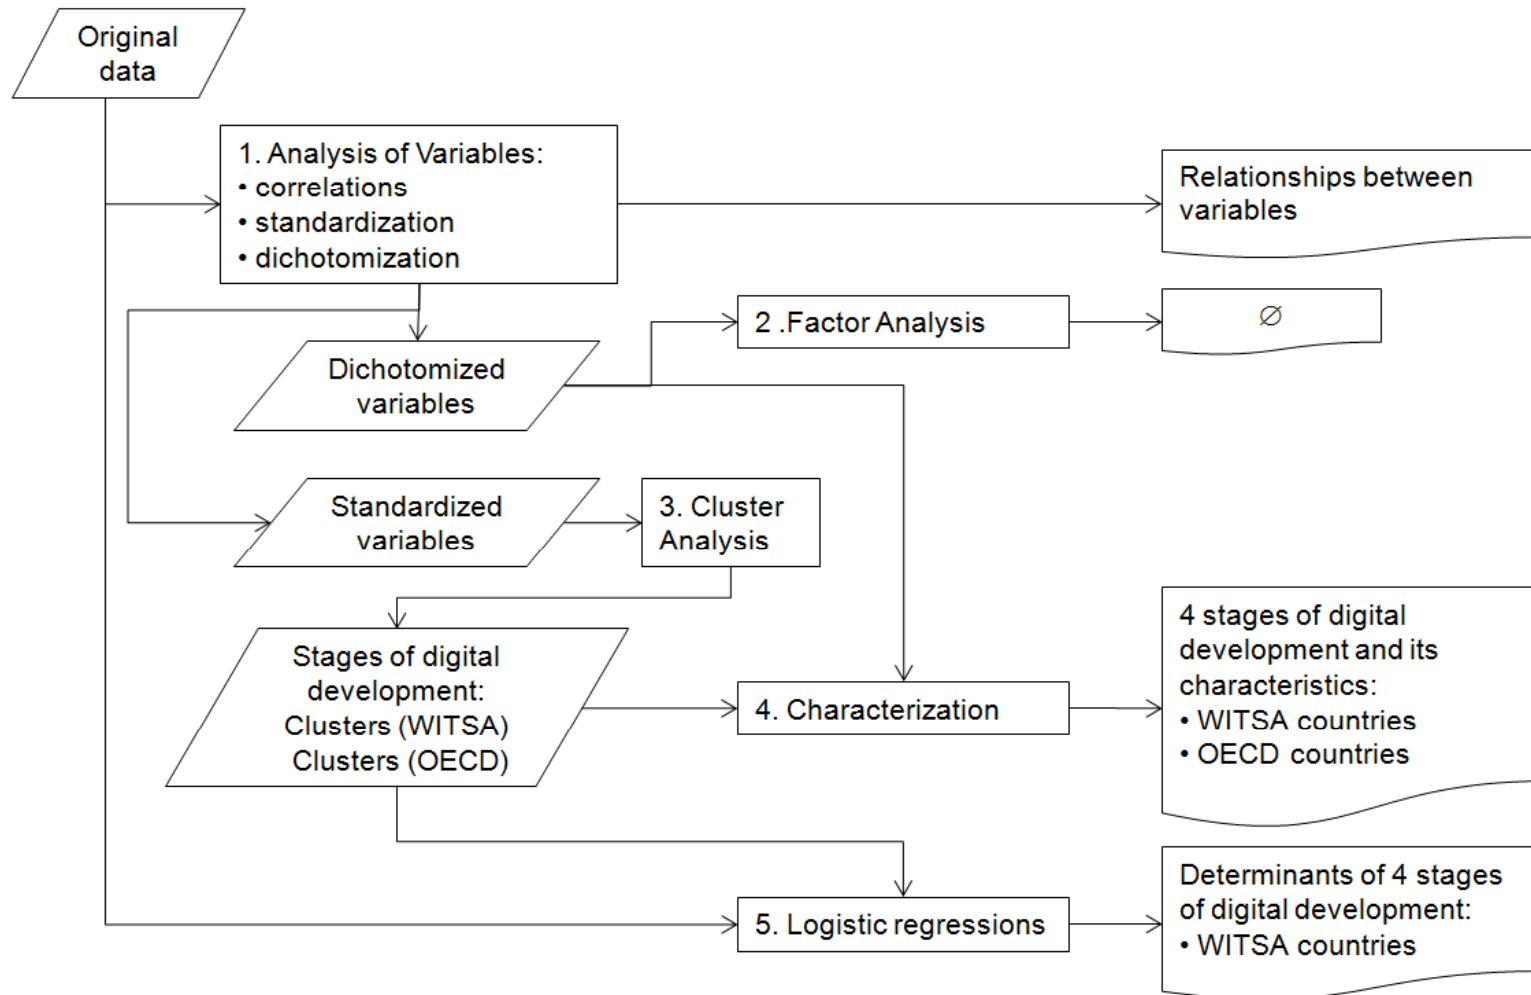 Original
data
1. Analysis of Variables:
• correlations
• standardization
• dichotomization
Relationships between
variables
2 .Factor Analysis
∅
Dichotomized
variables
Standardized
variables
3. Cluster
Analysis
Stages of digital
development:
Clusters (WITSA)
Clusters (OECD)
4. Characterization
4 stages of digital
development and its
characteristics:
• WITSA countries
• OECD countries
5. Logistic regressions
Determinants of 4 stages
of digital development:
• WITSA countries